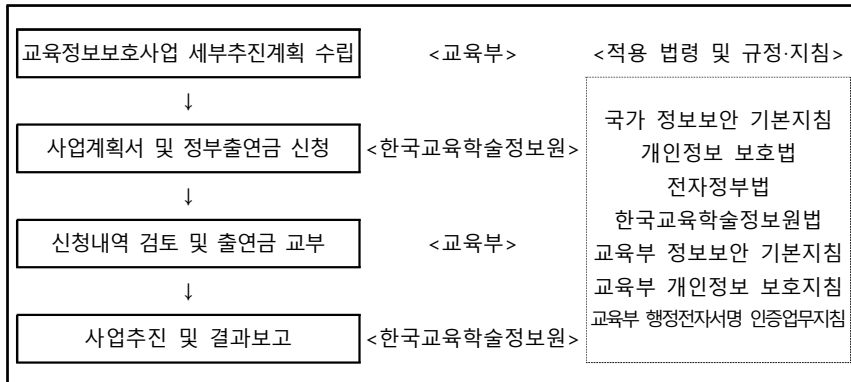 교육정보보호사업 세부추진계획 수립 <교육부> <적용 법령 및 규정·지침>
↓
사업계획서 및 정부출연금 신청 <한국교육학술정보원>
↓
신청내역 검토 및 출연금 교부 <교육부>
↓
사업추진 및 결과보고 <한국교육학술정보원>
국가 정보보안 기본지침
개인정보 보호법
전자정부법
한국교육학술정보원법
교육부 정보보안 기본지침
교육부 개인정보 보호지침
교육부 행정전자서명 인증업무지침